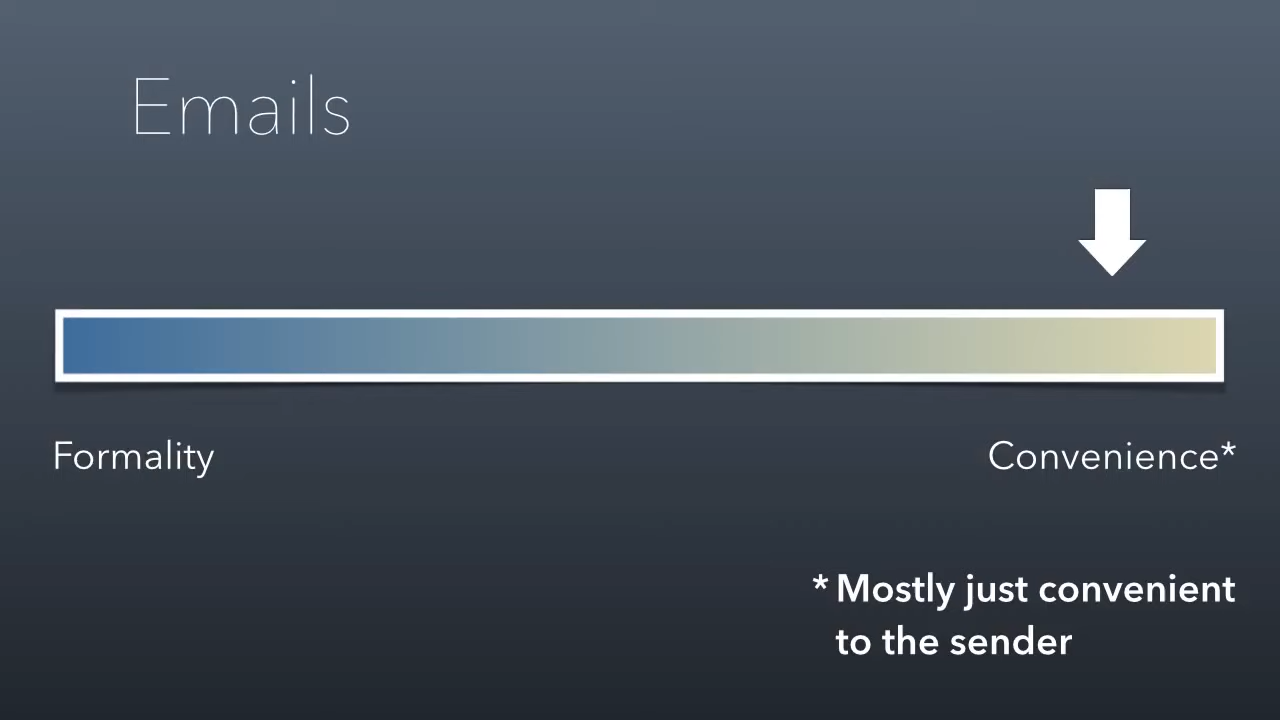 Emails
Formality
Convenience*
* Mostly just convenient
to the sender